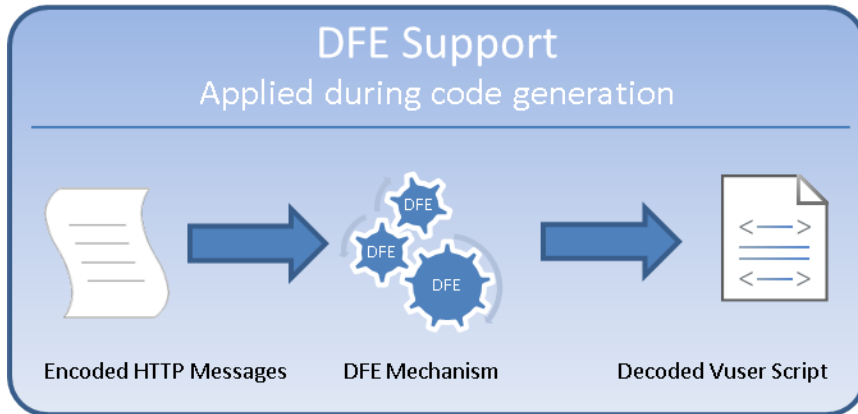 DFE Support
Applied during code generation
DFE
DFE
DFE
<—>
<—>
Encoded HTTP Messages DFE Mechanism Decoded Vuser Script